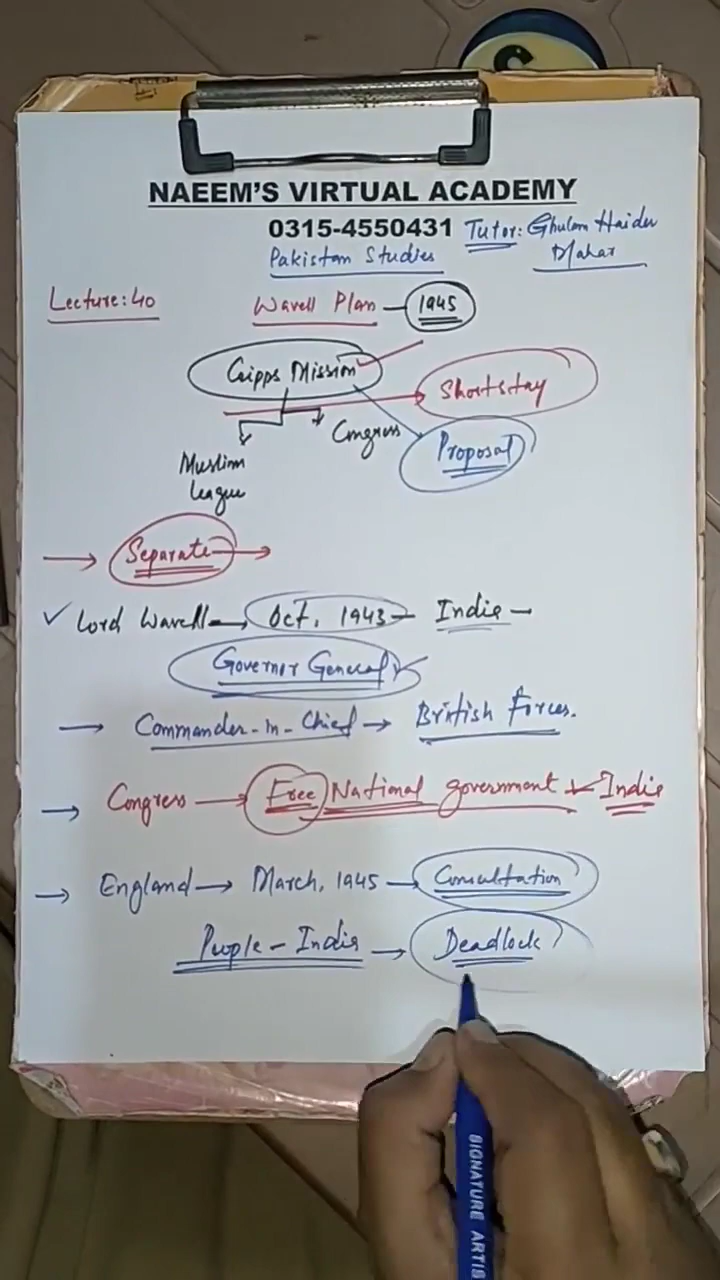 NAEEM'S VIRTUAL ACADEMY
0315-4550431 Tutor: Ghulam Haider Mahar
Pakistan Studies
Lecture: 40 Wavell Plan – 1945
Cripps Mission Shortstay
Congress Proposal
Muslim League
→ Separate →
✓ Lord Wavell → Oct, 1943 – India –
Governor General
→ Commander-in-Chief → British Forces.
→ Congress → Free National government India
→ England → March, 1945 → Consultation
People – India → Deadlock
SIGNATURE ARTIS